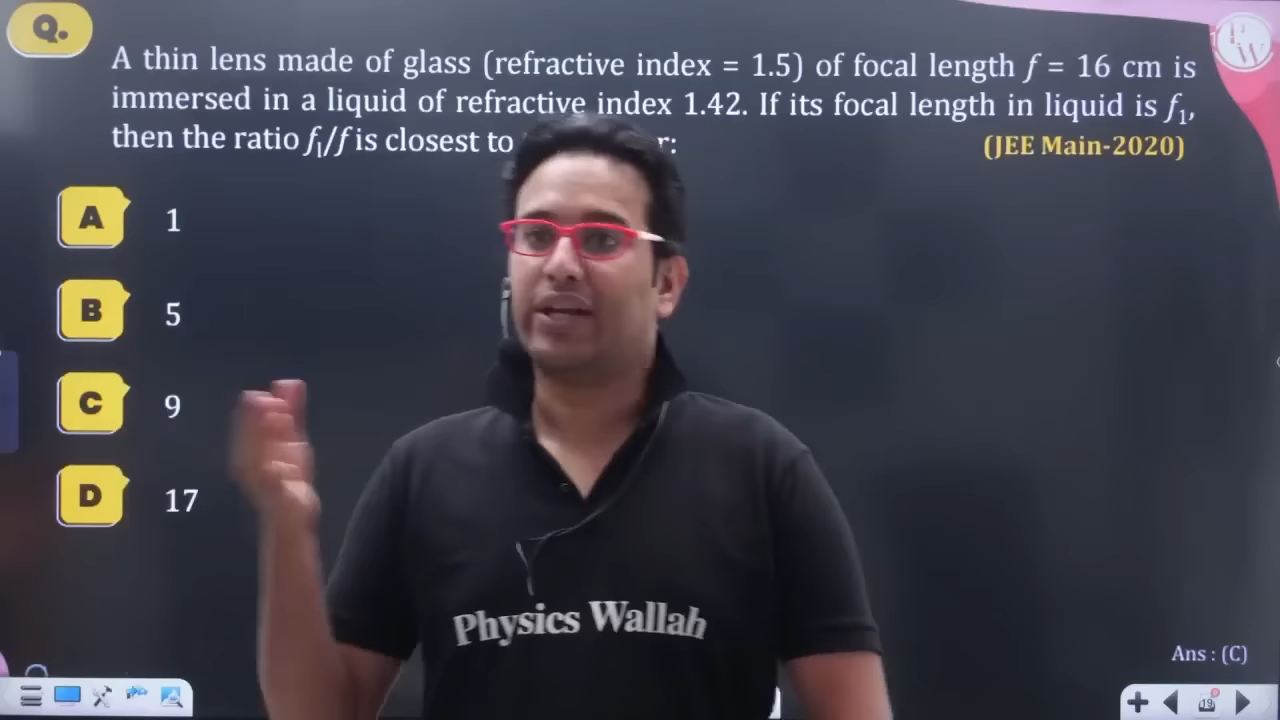 Q.
A thin lens made of glass (refractive index = 1.5) of focal length f = 16 cm is
immersed in a liquid of refractive index 1.42. If its focal length in liquid is f₁,
then the ratio f₁/f is closest to r:
(JEE Main-2020)
A 1
B 5
C 9
D 17
Physics Wallah
Ans : (C)
19